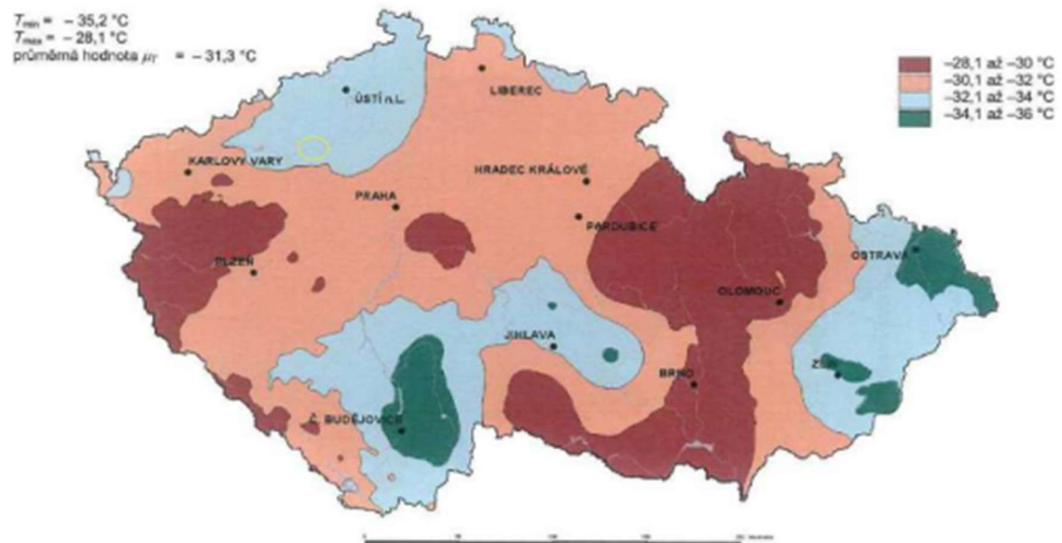 Tmin = − 35,2 °C
Tmax = − 28,1 °C
průměrná hodnota μT = − 31,3 °C
−28,1 až −30 °C
−30,1 až −32 °C
−32,1 až −34 °C
−34,1 až −36 °C
ÚSTÍ n.L.
LIBEREC
KARLOVY VARY
HRADEC KRÁLOVÉ
PRAHA
PARDUBICE
OSTRAVA
PLZEŇ
OLOMOUC
JIHLAVA
BRNO
Č. BUDĚJOVICE